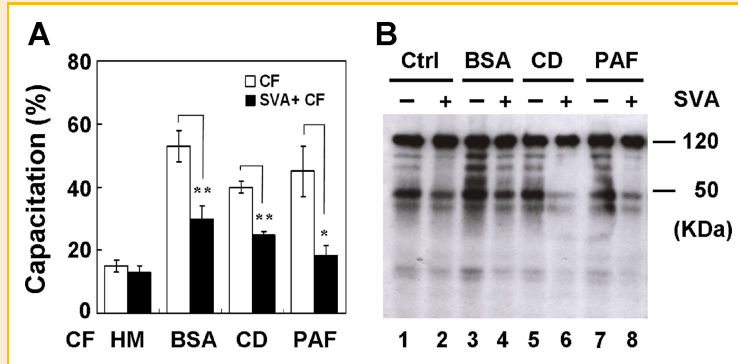 A
Capacitation (%)
80
60
40
20
0
CF
SVA+ CF
**
**
*
CF HM BSA CD PAF
B
Ctrl BSA CD PAF
− + − + − + − + SVA
120
50
(KDa)
1 2 3 4 5 6 7 8